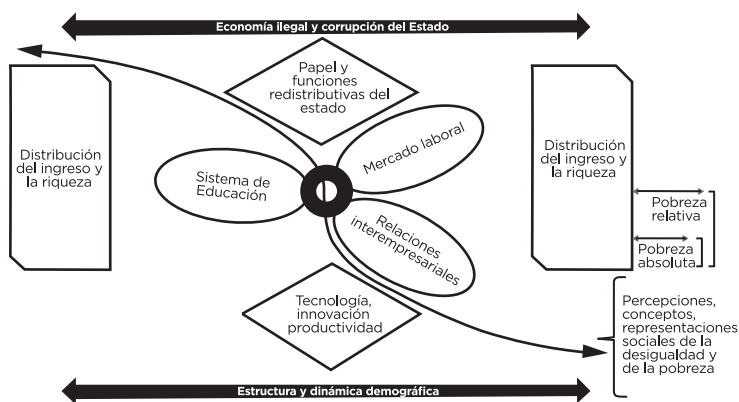 Economía ilegal y corrupción del Estado
Papel y
funciones
redistributivas del
estado
Distribución
del ingreso y
la riqueza
Sistema de
Educación
Mercado laboral
Relaciones
interempresariales
Distribución
del ingreso y
la riqueza
Pobreza
relativa
Pobreza
absoluta
Tecnología,
innovación
productividad
Percepciones,
conceptos,
representaciones
sociales de la
desigualdad y
de la pobreza
Estructura y dinámica demográfica